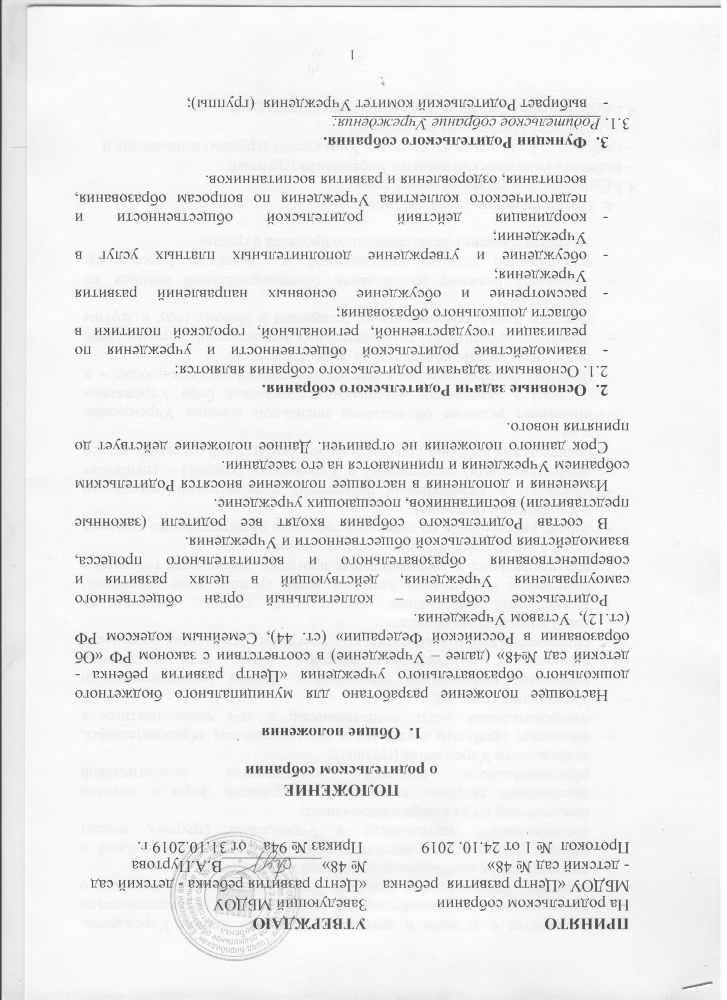 ПРИНЯТО УТВЕРЖДАЮ
На родительском собрании Заведующий МБДОУ
МБДОУ «Центр развития ребенка «Центр развития ребенка - детский сад
- детский сад № 48» № 48» В.А.Пуртова
Протокол № 1 от 24.10. 2019 Приказ № 94а от 31.10.2019 г.
ПОЛОЖЕНИЕ
о родительском собрании
1. Общие положения
Настоящее положение разработано для муниципального бюджетного
дошкольного образовательного учреждения «Центр развития ребенка -
детский сад №48» (далее – Учреждение) в соответствии с законом РФ «Об
образовании в Российской Федерации» (ст. 44), Семейным кодексом РФ
(ст.12), Уставом Учреждения.
Родительское собрание – коллегиальный орган общественного
самоуправления Учреждения, действующий в целях развития и
совершенствования образовательного и воспитательного процесса,
взаимодействия родительской общественности и Учреждения.
В состав Родительского собрания входят все родители (законные
представители) воспитанников, посещающих учреждение.
Изменения и дополнения в настоящее положение вносятся Родительским
собранием Учреждения и принимаются на его заседании.
Срок данного положения не ограничен. Данное положение действует до
принятия нового.
2. Основные задачи Родительского собрания.
2.1. Основными задачами родительского собрания являются:
- взаимодействие родительской общественности и учреждения по
реализации государственной, региональной, городской политики в
области дошкольного образования;
- рассмотрение и обсуждение основных направлений развития
Учреждения;
- обсуждение и утверждение дополнительных платных услуг в
Учреждении;
- координация действий родительской общественности и
педагогического коллектива Учреждения по вопросам образования,
воспитания, оздоровления и развития воспитанников.
3. Функции Родительского собрания.
3.1. Родительское собрание Учреждения:
- выбирает Родительский комитет Учреждения (группы);
1